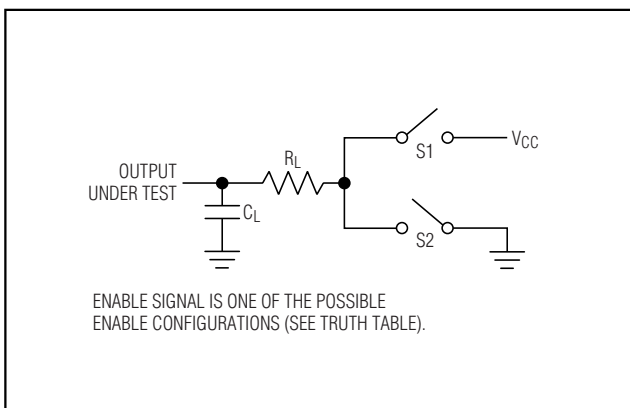 S1
VCC
OUTPUT
UNDER TEST
RL
CL
S2
ENABLE SIGNAL IS ONE OF THE POSSIBLE
ENABLE CONFIGURATIONS (SEE TRUTH TABLE).